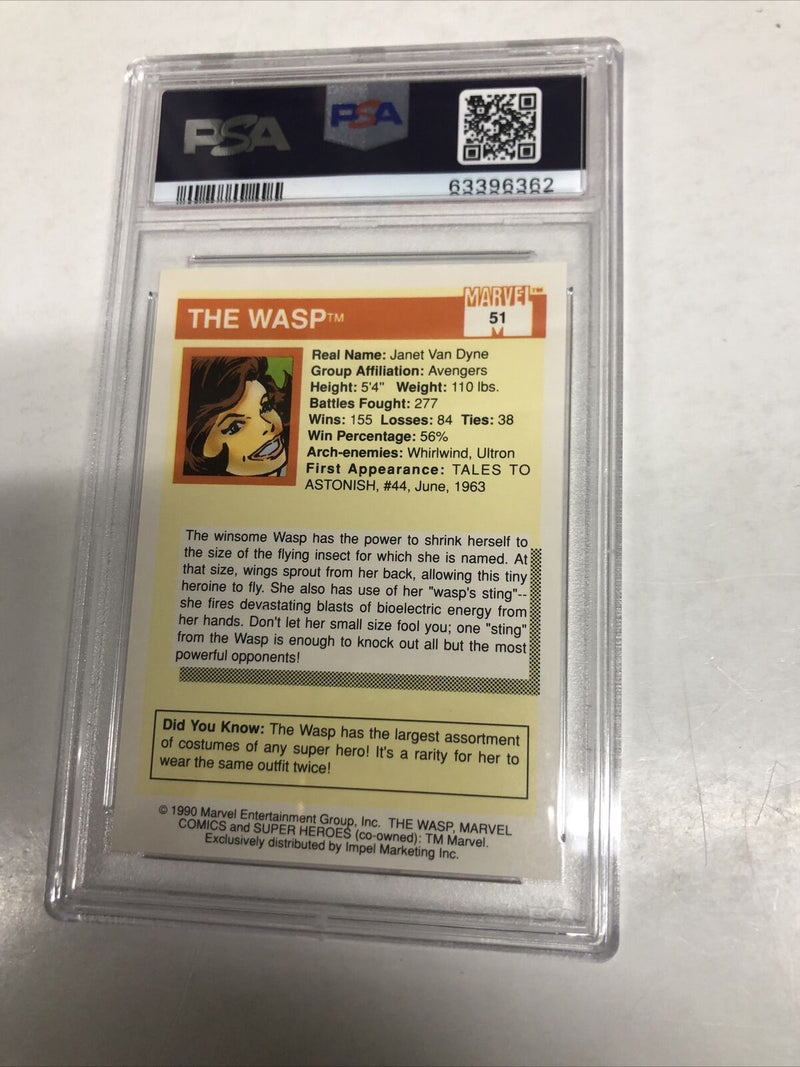 PSA PSA
63396362
MARVEL™
THE WASP™ 51
Real Name: Janet Van Dyne
Group Affiliation: Avengers
Height: 5'4" Weight: 110 lbs.
Battles Fought: 277
Wins: 155 Losses: 84 Ties: 38
Win Percentage: 56%
Arch-enemies: Whirlwind, Ultron
First Appearance: TALES TO
ASTONISH, #44, June, 1963
The winsome Wasp has the power to shrink herself to
the size of the flying insect for which she is named. At
that size, wings sprout from her back, allowing this tiny
heroine to fly. She also has use of her "wasp's sting"--
she fires devastating blasts of bioelectric energy from
her hands. Don't let her small size fool you; one "sting"
from the Wasp is enough to knock out all but the most
powerful opponents!
Did You Know: The Wasp has the largest assortment
of costumes of any super hero! It's a rarity for her to
wear the same outfit twice!
© 1990 Marvel Entertainment Group, Inc. THE WASP, MARVEL
COMICS and SUPER HEROES (co-owned): TM Marvel.
Exclusively distributed by Impel Marketing Inc.